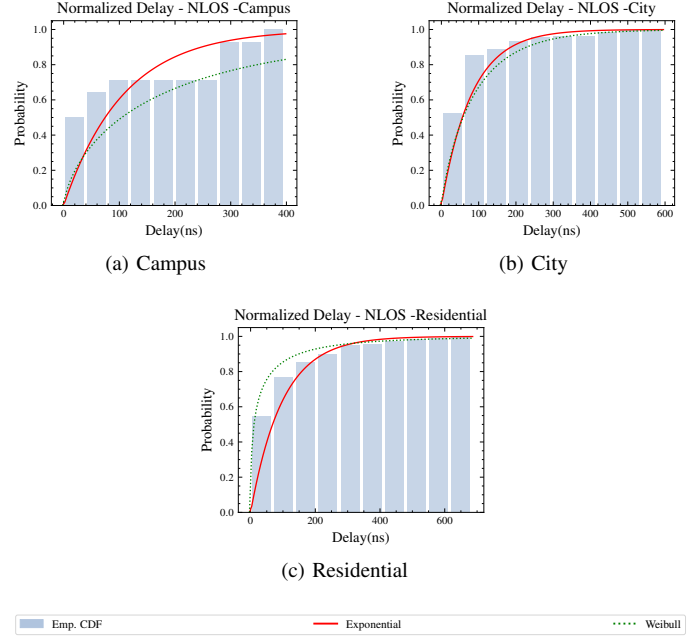 Normalized Delay - NLOS -Campus
Probability
1.0
0.8
0.6
0.4
0.2
0.0
0 100 200 300 400
Delay(ns)
(a) Campus
Normalized Delay - NLOS -City
Probability
1.0
0.8
0.6
0.4
0.2
0.0
0 100 200 300 400 500 600
Delay(ns)
(b) City
Normalized Delay - NLOS -Residential
Probability
1.0
0.8
0.6
0.4
0.2
0.0
0 200 400 600
Delay(ns)
(c) Residential
Emp. CDF Exponential Weibull